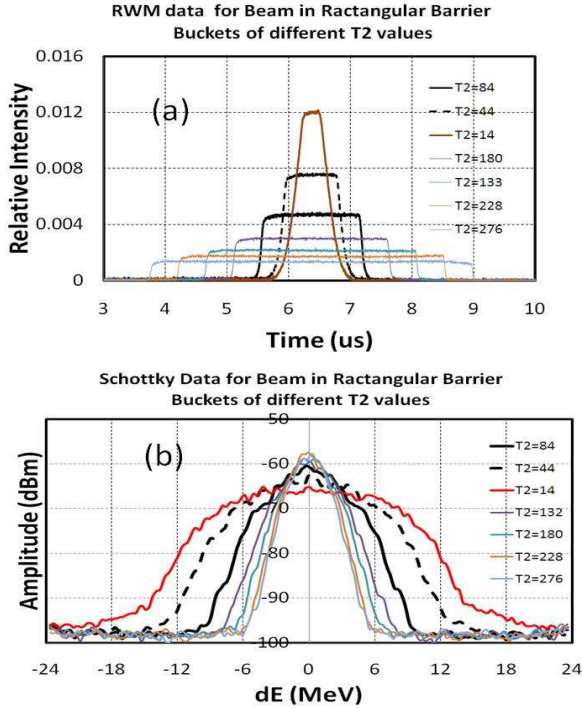 RWM data for Beam in Ractangular Barrier
Buckets of different T2 values
0.016
0.012
0.008
0.004
0
Relative Intensity
(a)
T2=84
T2=44
T2=14
T2=180
T2=133
T2=228
T2=276
3 4 5 6 7 8 9 10
Time (us)
Schottky Data for Beam in Ractangular Barrier
Buckets of different T2 values
50
-60
-70
-80
-90
-100
Amplitude (dBm)
(b)
T2=84
T2=44
T2=14
T2=132
T2=180
T2=228
T2=276
-24 -18 -12 -6 0 6 12 18 24
dE (MeV)